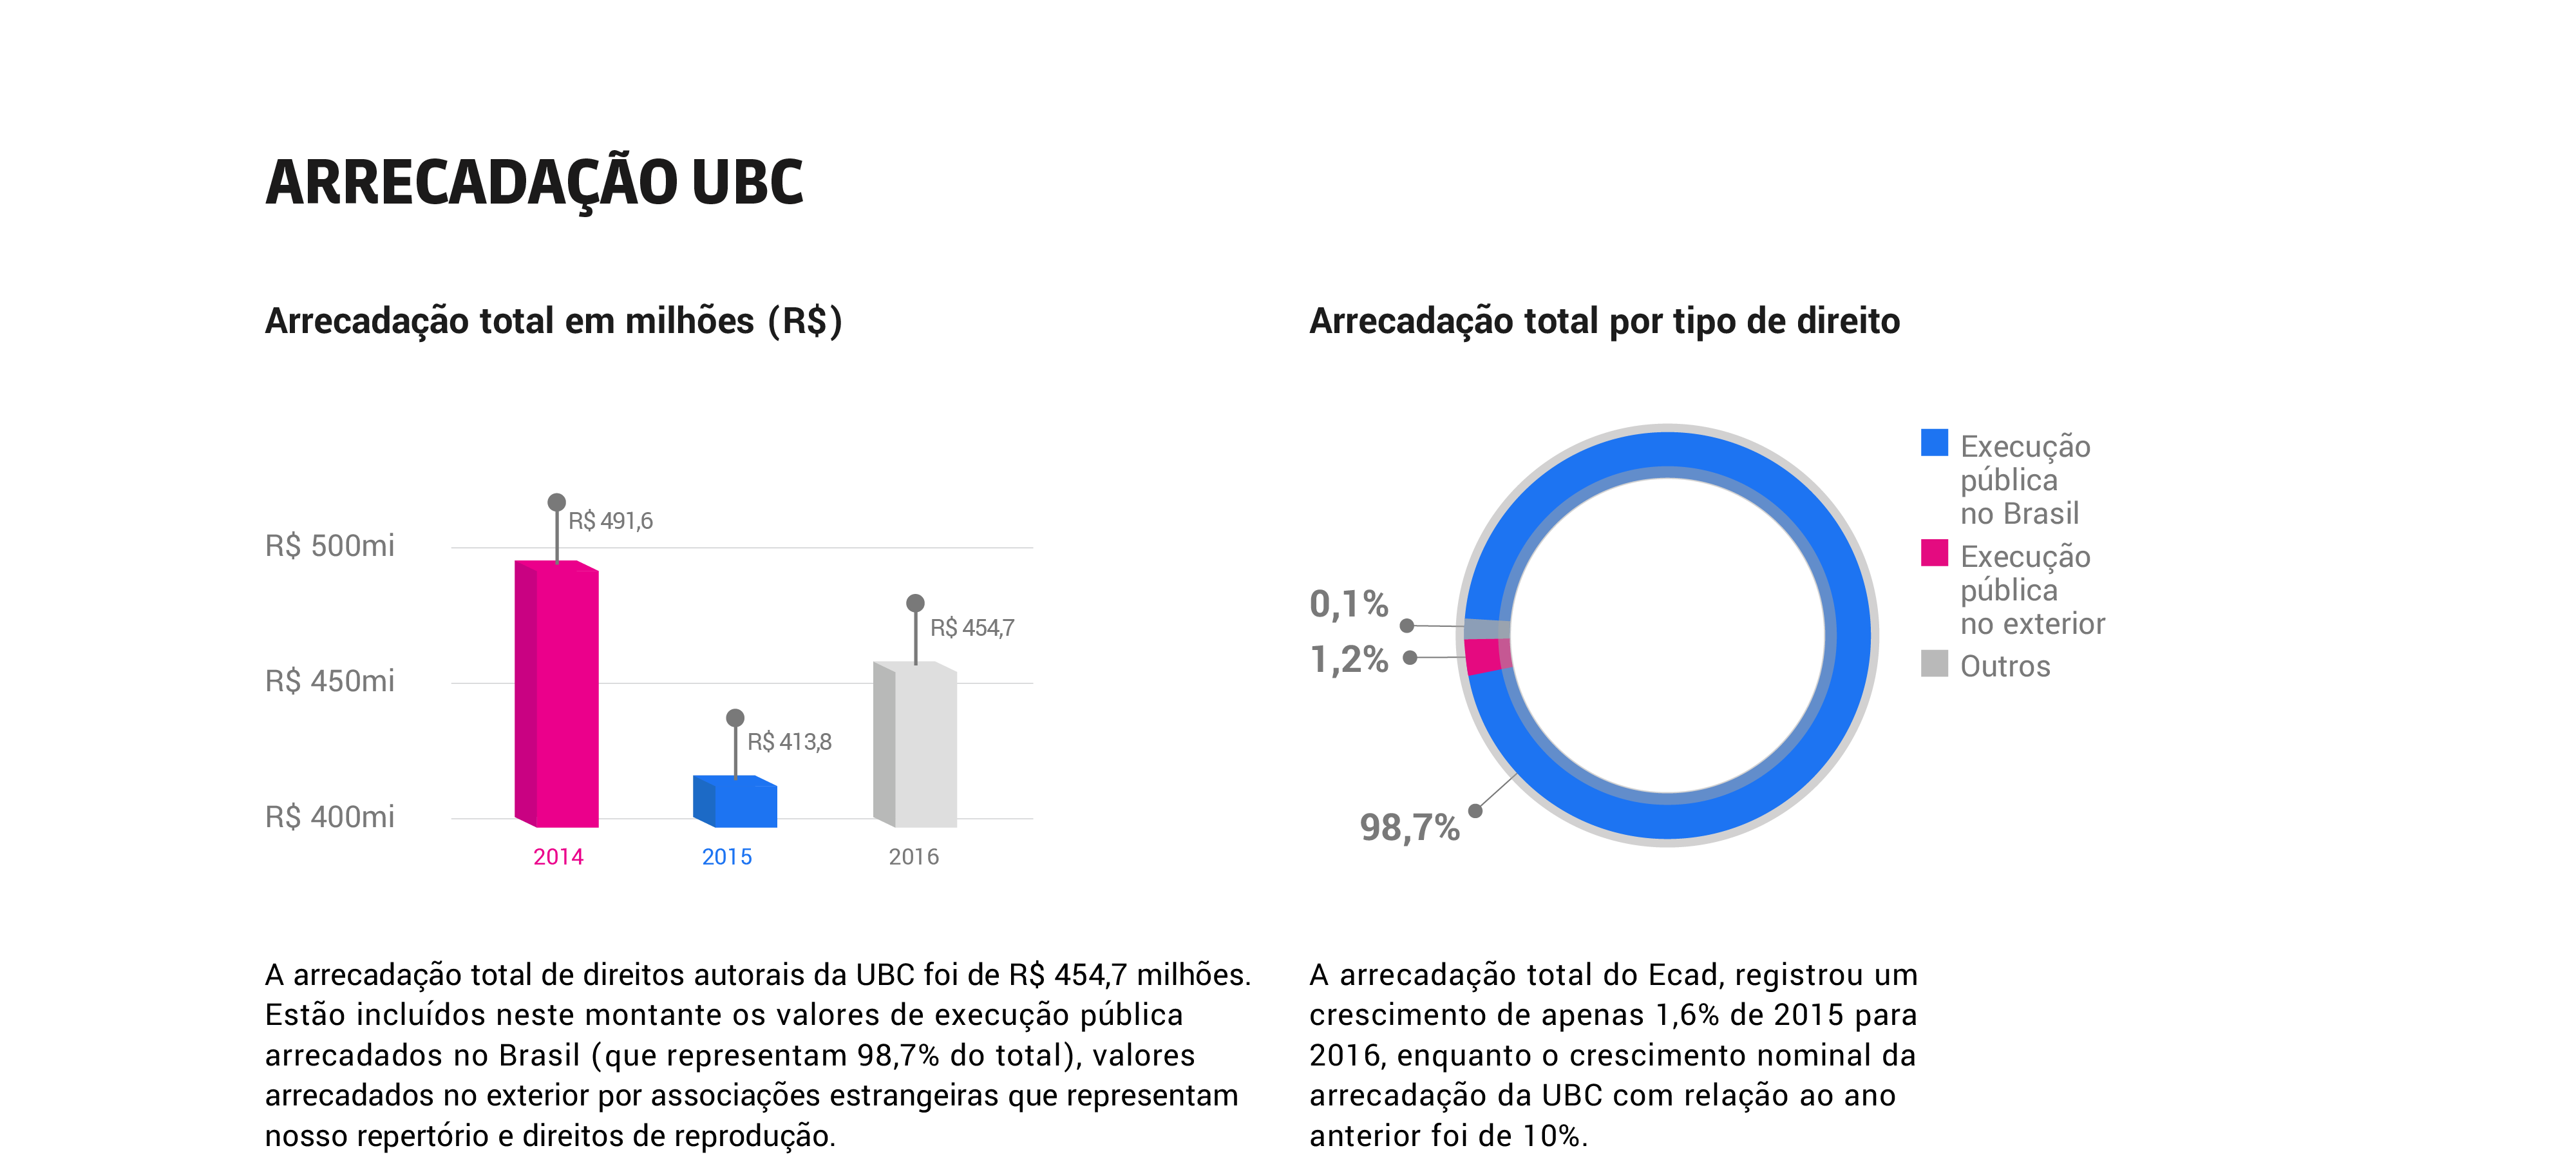 ARRECADAÇÃO UBC
Arrecadação total em milhões (R$)
R$ 500mi
R$ 450mi
R$ 400mi
R$ 491,6
R$ 413,8
R$ 454,7
2014
2015
2016
A arrecadação total de direitos autorais da UBC foi de R$ 454,7 milhões.
Estão incluídos neste montante os valores de execução pública
arrecadados no Brasil (que representam 98,7% do total), valores
arrecadados no exterior por associações estrangeiras que representam
nosso repertório e direitos de reprodução.
Arrecadação total por tipo de direito
0,1%
1,2%
98,7%
Execução
pública
no Brasil
Execução
pública
no exterior
Outros
A arrecadação total do Ecad, registrou um
crescimento de apenas 1,6% de 2015 para
2016, enquanto o crescimento nominal da
arrecadação da UBC com relação ao ano
anterior foi de 10%.